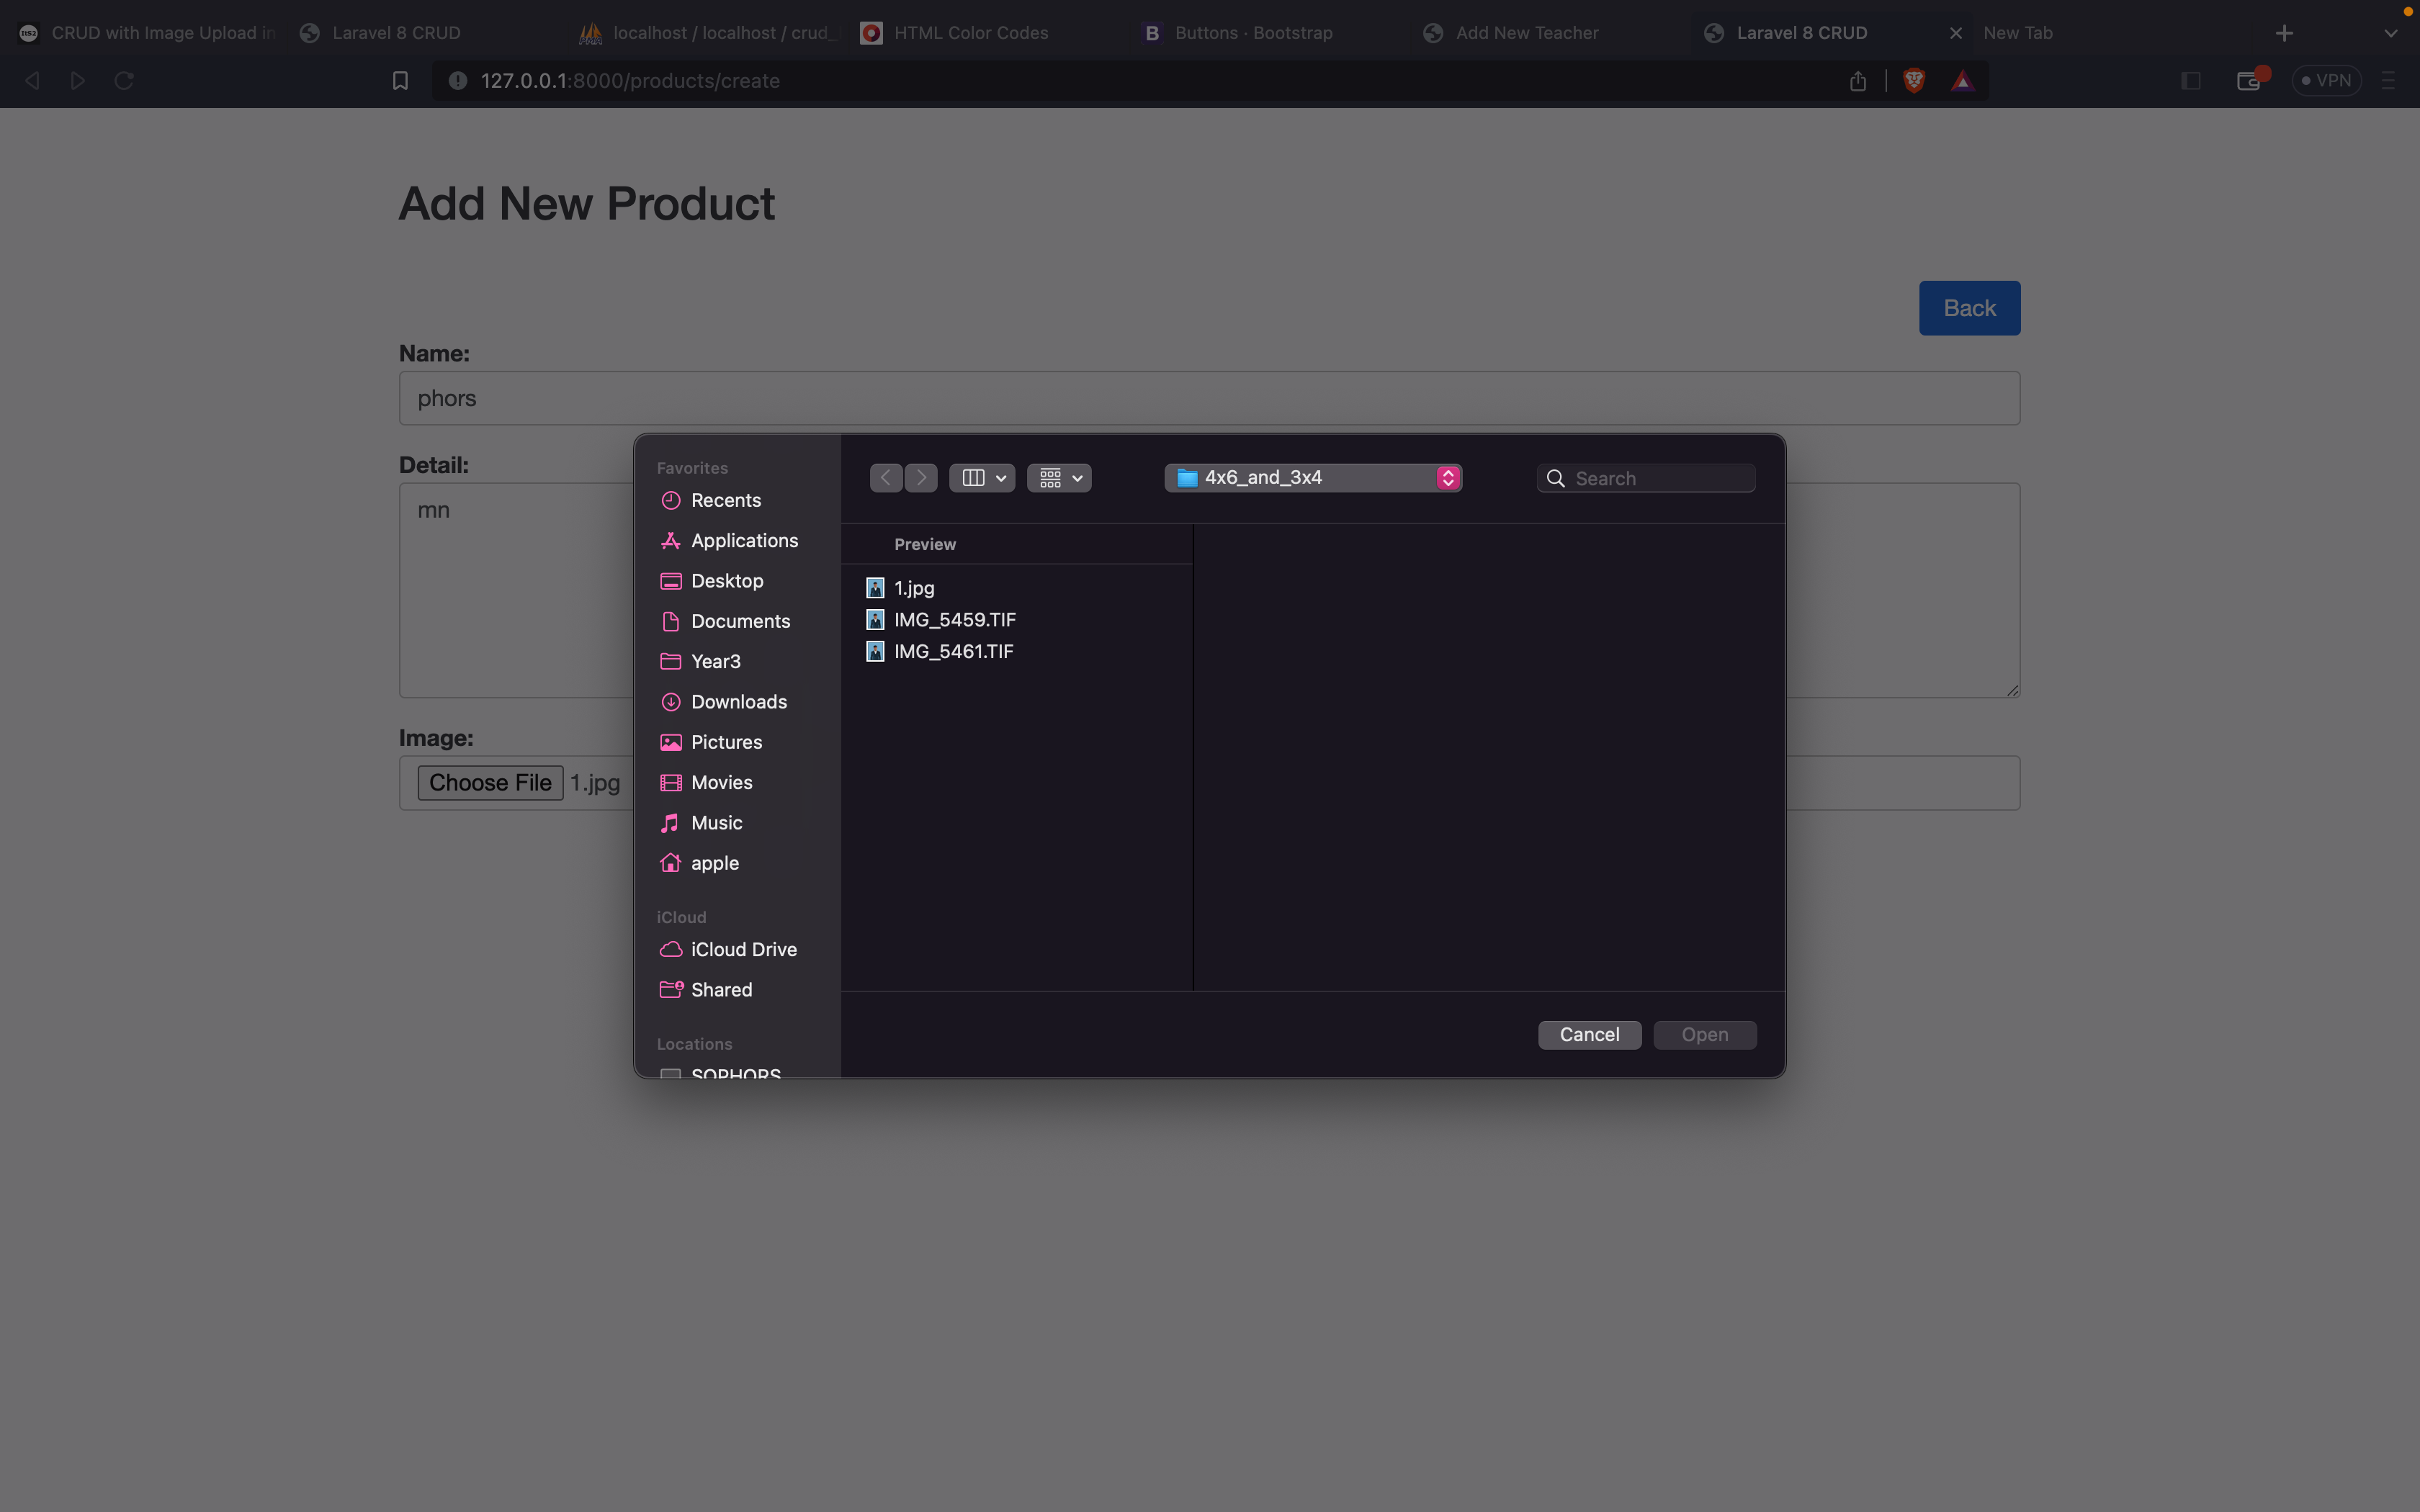 CRUD with Image Upload in
Laravel 8 CRUD
localhost / localhost / crud_
HTML Color Codes
B Buttons · Bootstrap
Add New Teacher
Laravel 8 CRUD
New Tab
127.0.0.1:8000/products/create
VPN
Add New Product
Back
Name:
phors
Detail:
mn
Image:
Choose File 1.jpg
Favorites
Recents
Applications
Desktop
Documents
Year3
Downloads
Pictures
Movies
Music
apple
iCloud
iCloud Drive
Shared
Locations
SOPHORS
4x6_and_3x4
Search
Preview
1.jpg
IMG_5459.TIF
IMG_5461.TIF
Cancel
Open